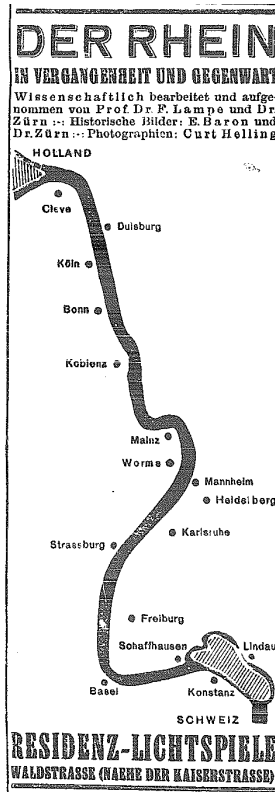 DER RHEIN
IN VERGANGENHEIT UND GEGENWART
Wissenschaftlich bearbeitet und aufge-
nommen von Prof. Dr. F. Lampe und Dr.
Zürn :-: Historische Bilder: E. Baron und
Dr. Zürn :-: Photographien: Curt Helling
HOLLAND
Cleve
Duisburg
Köln
Bonn
Koblenz
Mainz
Worms
Mannheim
Heidelberg
Karlsruhe
Strassburg
Freiburg
Schaffhausen
Lindau
Basel
Konstanz
SCHWEIZ
RESIDENZ-LICHTSPIELE
WALDSTRASSE (NAEHE DER KAISERSTRASSE)